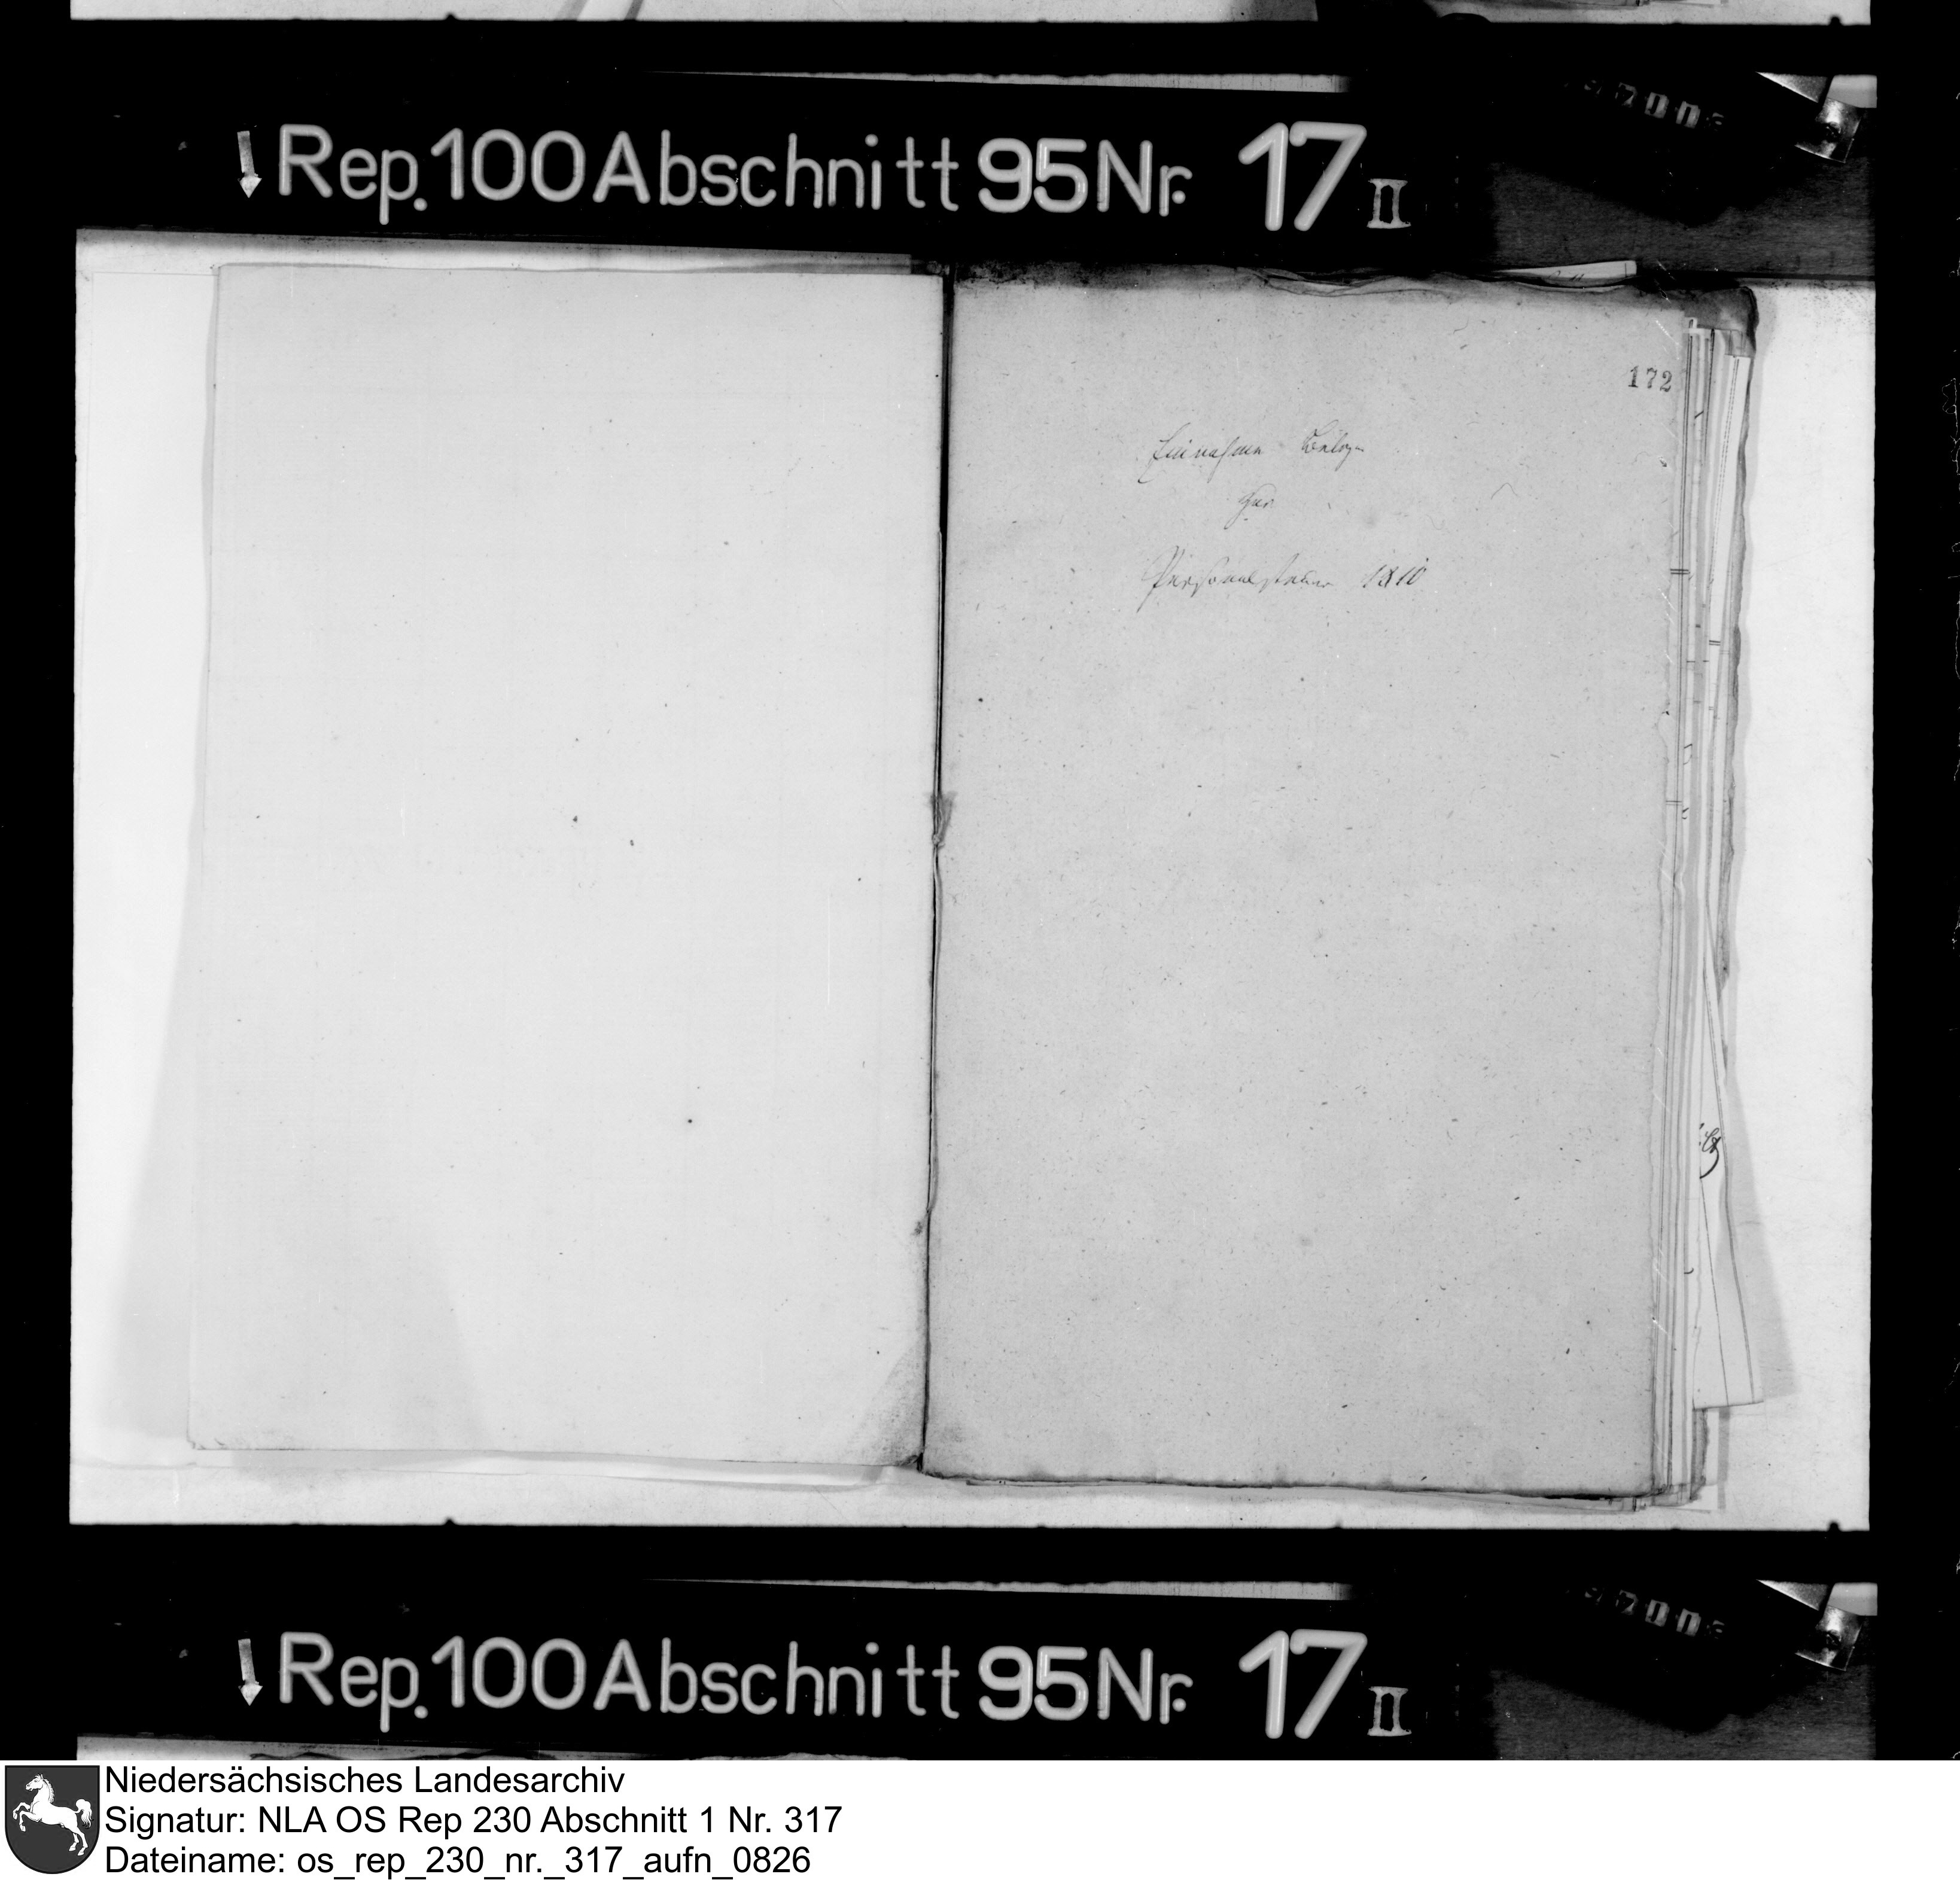 Rep. 100 Abschnitt 95 Nr. 17 II
172
Einnahme Beläge
zur
Personalsteuer 1810
Rep. 100 Abschnitt 95 Nr. 17 II
Niedersächsisches Landesarchiv
Signatur: NLA OS Rep 230 Abschnitt 1 Nr. 317
Dateiname: os_rep_230_nr._317_aufn_0826